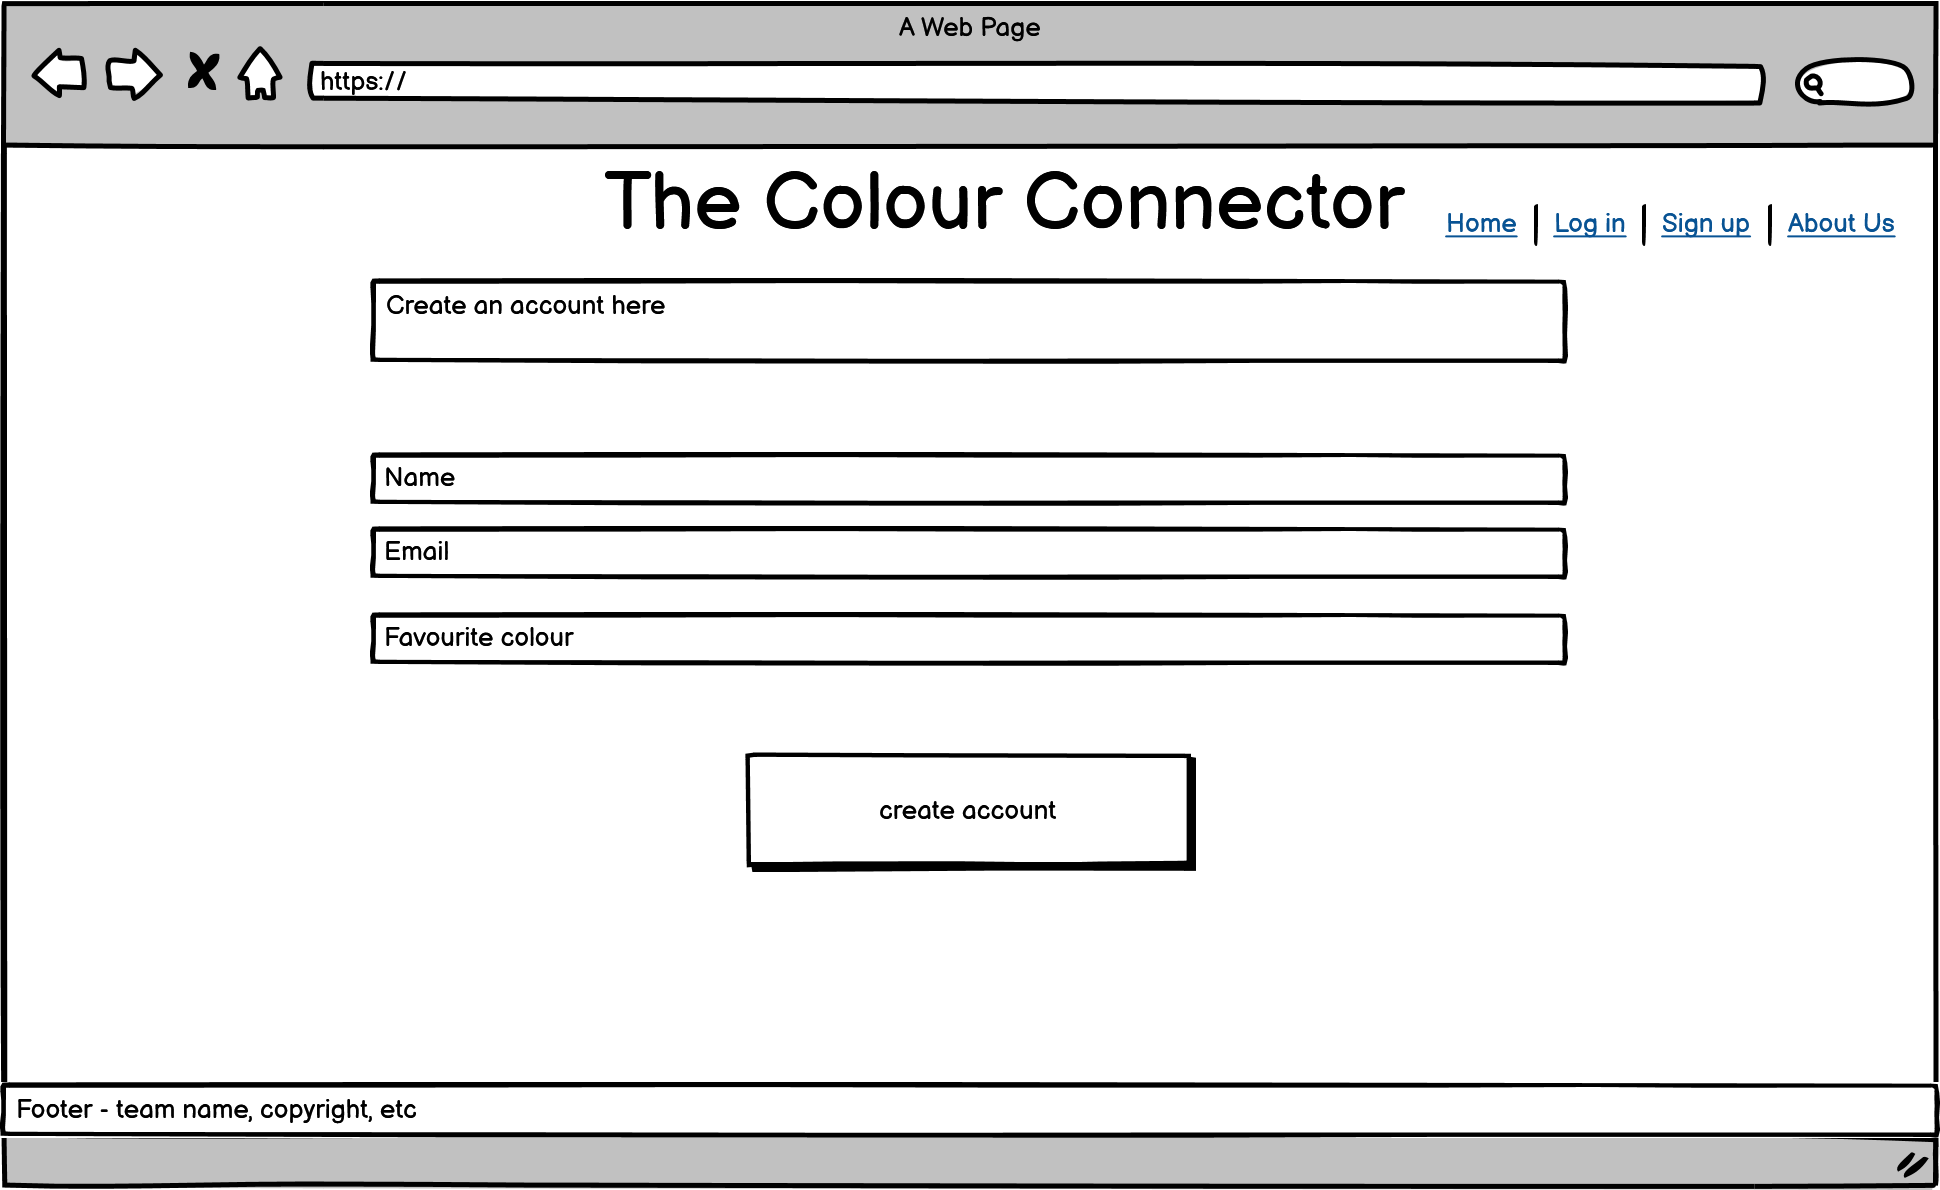 A Web Page
https://
The Colour Connector
Home | Log in | Sign up | About Us
Create an account here
Name
Email
Favourite colour
create account
Footer - team name, copyright, etc